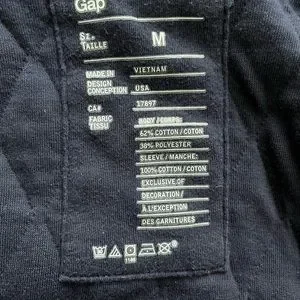 Gap
SZ. M
TAILLE
MADE IN VIETNAM
DESIGN USA
CONCEPTION
CA# 17897
FABRIC BODY / CORPS:
TISSU 62% COTTON / COTON
38% POLYESTER
SLEEVE / MANCHE:
100% COTTON / COTON
EXCLUSIVE OF
DECORATION /
À L'EXCEPTION
DES GARNITURES